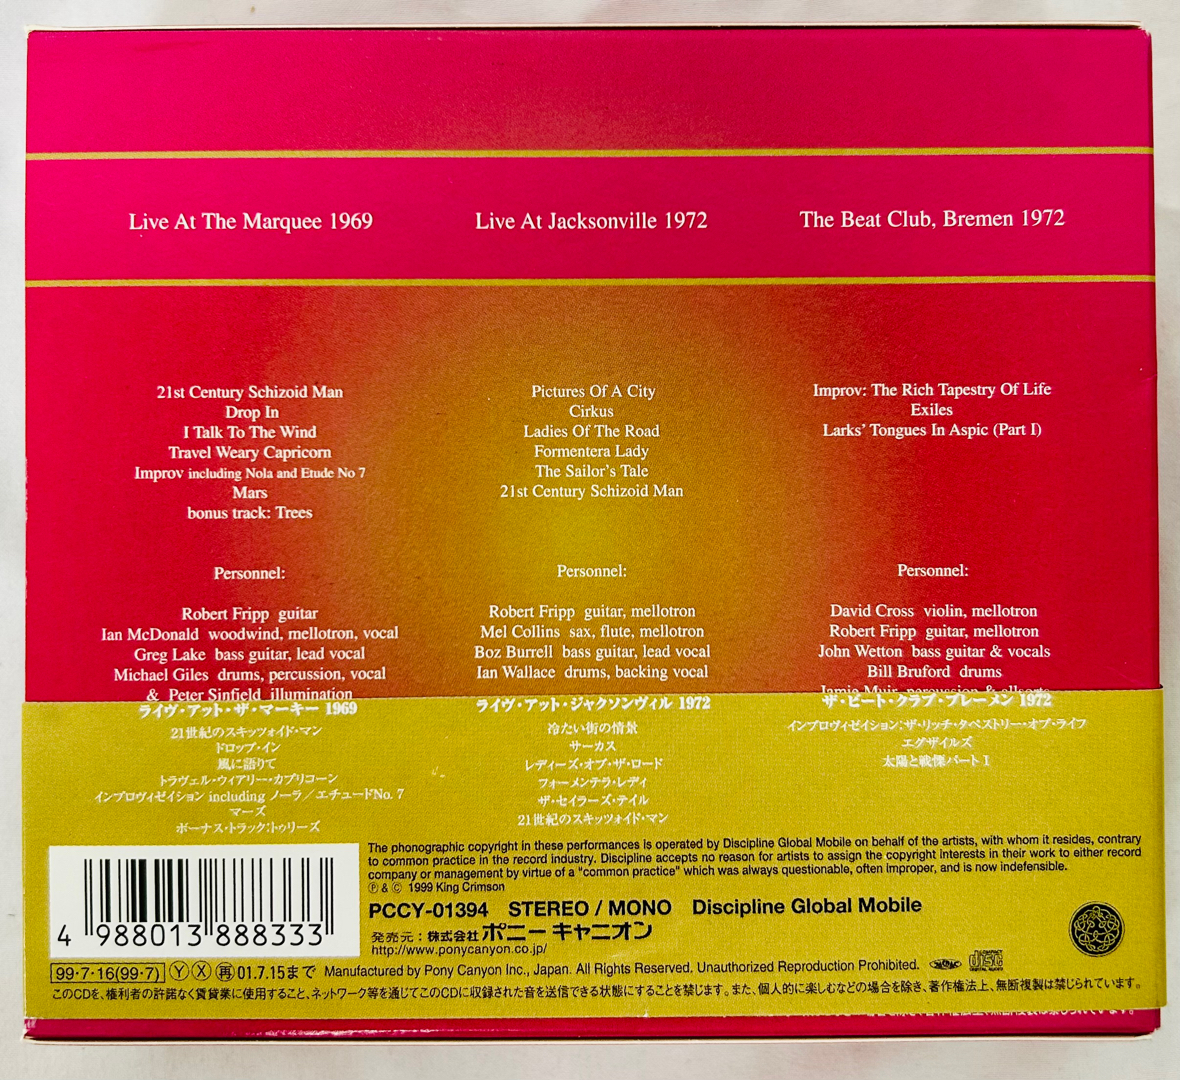 Live At The Marquee 1969
Live At Jacksonville 1972
The Beat Club, Bremen 1972
21st Century Schizoid Man
Drop In
I Talk To The Wind
Travel Weary Capricorn
Improv including Nola and Etude No 7
Mars
bonus track: Trees
Personnel:
Robert Fripp guitar
Ian McDonald woodwind, mellotron, vocal
Greg Lake bass guitar, lead vocal
Michael Giles drums, percussion, vocal
& Peter Sinfield illumination
Pictures Of A City
Cirkus
Ladies Of The Road
Formentera Lady
The Sailor's Tale
21st Century Schizoid Man
Personnel:
Robert Fripp guitar, mellotron
Mel Collins sax, flute, mellotron
Boz Burrell bass guitar, lead vocal
Ian Wallace drums, backing vocal
Improv: The Rich Tapestry Of Life
Exiles
Larks' Tongues In Aspic (Part I)
Personnel:
David Cross violin, mellotron
Robert Fripp guitar, mellotron
John Wetton bass guitar & vocals
Bill Bruford drums
Jamie Muir percussion & allsorts
ライヴ・アット・ザ・マーキー 1969
21世紀のスキッツォイド・マン
ドロップ・イン
風に語りて
トラヴェル・ウィアリー・カプリコーン
インプロヴィゼイション including ノーラ／エチュードNo. 7
マーズ
ボーナス・トラック:トゥリーズ
ライヴ・アット・ジャクソンヴィル 1972
冷たい街の情景
サーカス
レディーズ・オブ・ザ・ロード
フォーメンテラ・レディ
ザ・セイラーズ・テイル
21世紀のスキッツォイド・マン
ザ・ビート・クラブ・ブレーメン 1972
インプロヴィゼイション:ザ・リッチ・タペストリー・オブ・ライフ
エグザイルズ
太陽と戦慄パートⅠ
The phonographic copyright in these performances is operated by Discipline Global Mobile on behalf of the artists, with whom it resides, contrary
to common practice in the record industry. Discipline accepts no reason for artists to assign the copyright Interests in their work to either record
company or management by virtue of a "common practice" which was always questionable, often improper, and is now indefensible.
Ⓟ & Ⓒ 1999 King Crimson
PCCY-01394 STEREO / MONO Discipline Global Mobile
発売元：株式会社ポニーキャニオン
http://www.ponycanyon.co.jp/
4 988013 888333
99・7・16(99・7) Ⓨ Ⓧ 再 01.7.15まで Manufactured by Pony Canyon Inc., Japan. All Rights Reserved. Unauthorized Reproduction Prohibited.
COMPACT disc DIGITAL AUDIO
このCDを、権利者の許諾なく賃貸業に使用すること、ネットワーク等を通じてこのCDに収録された音を送信できる状態にすることを禁じます。また、個人的に楽しむなどの場合を除き、著作権法上、無断複製は禁じられています。